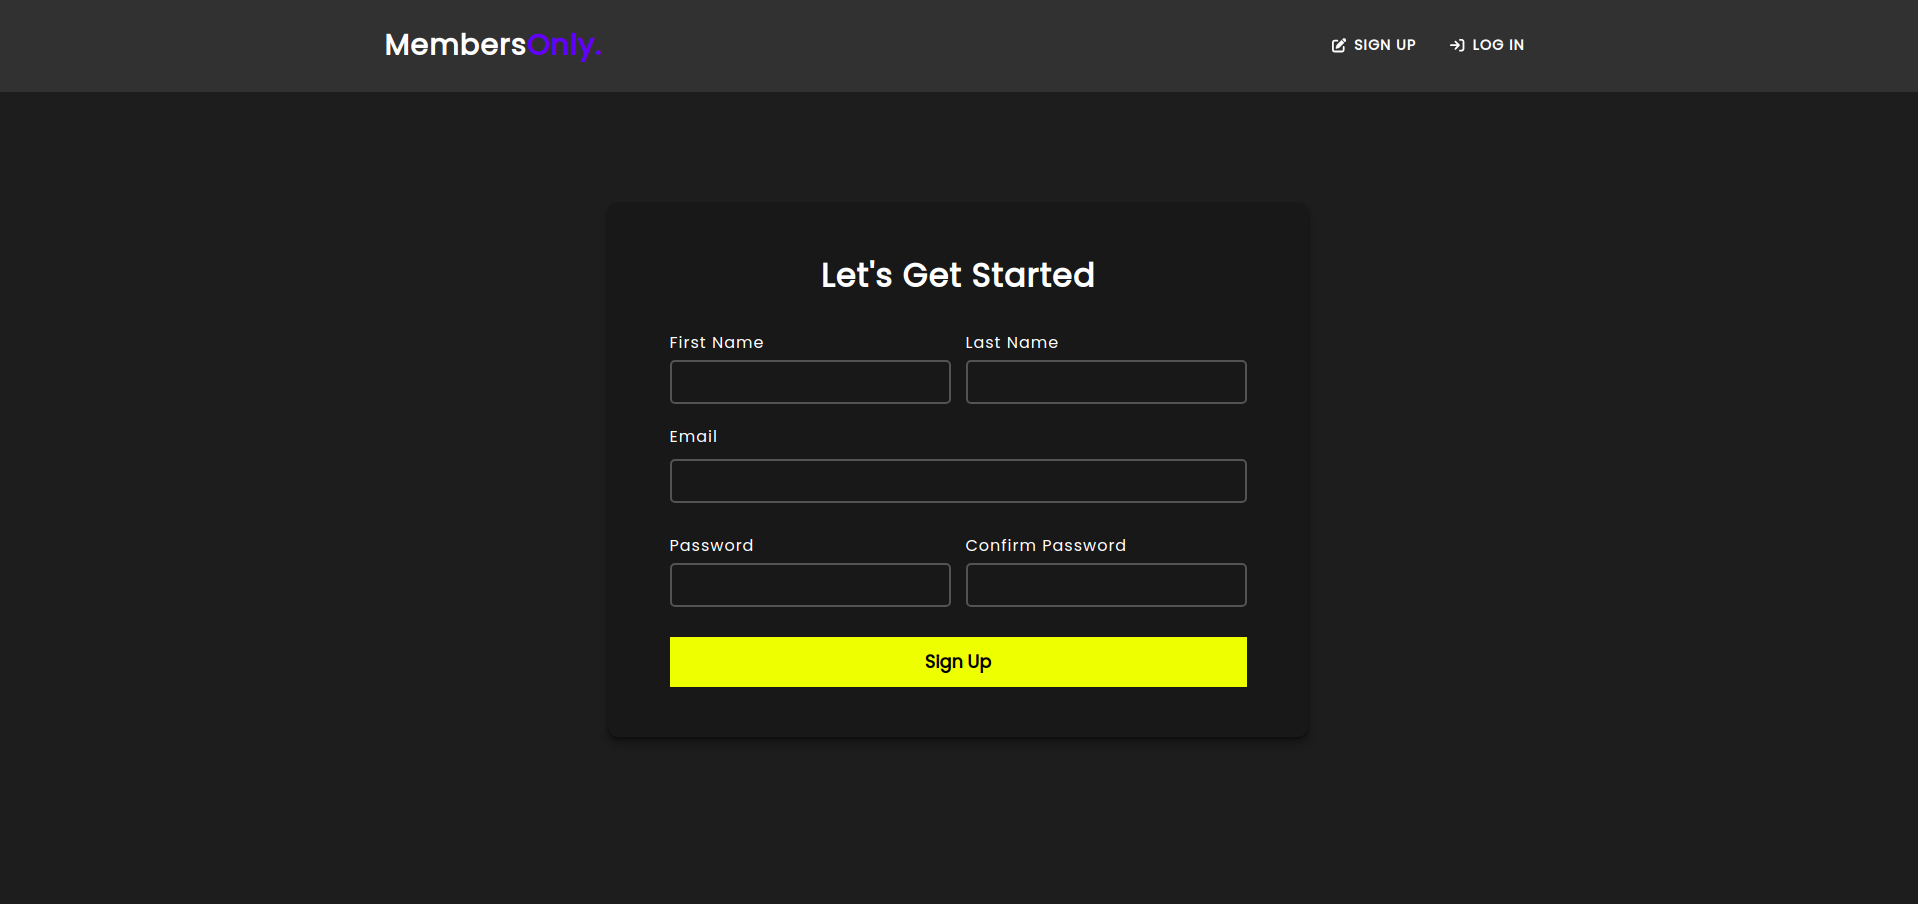 MembersOnly.
SIGN UP
LOG IN
Let's Get Started
First Name
Last Name
Email
Password
Confirm Password
Sign Up